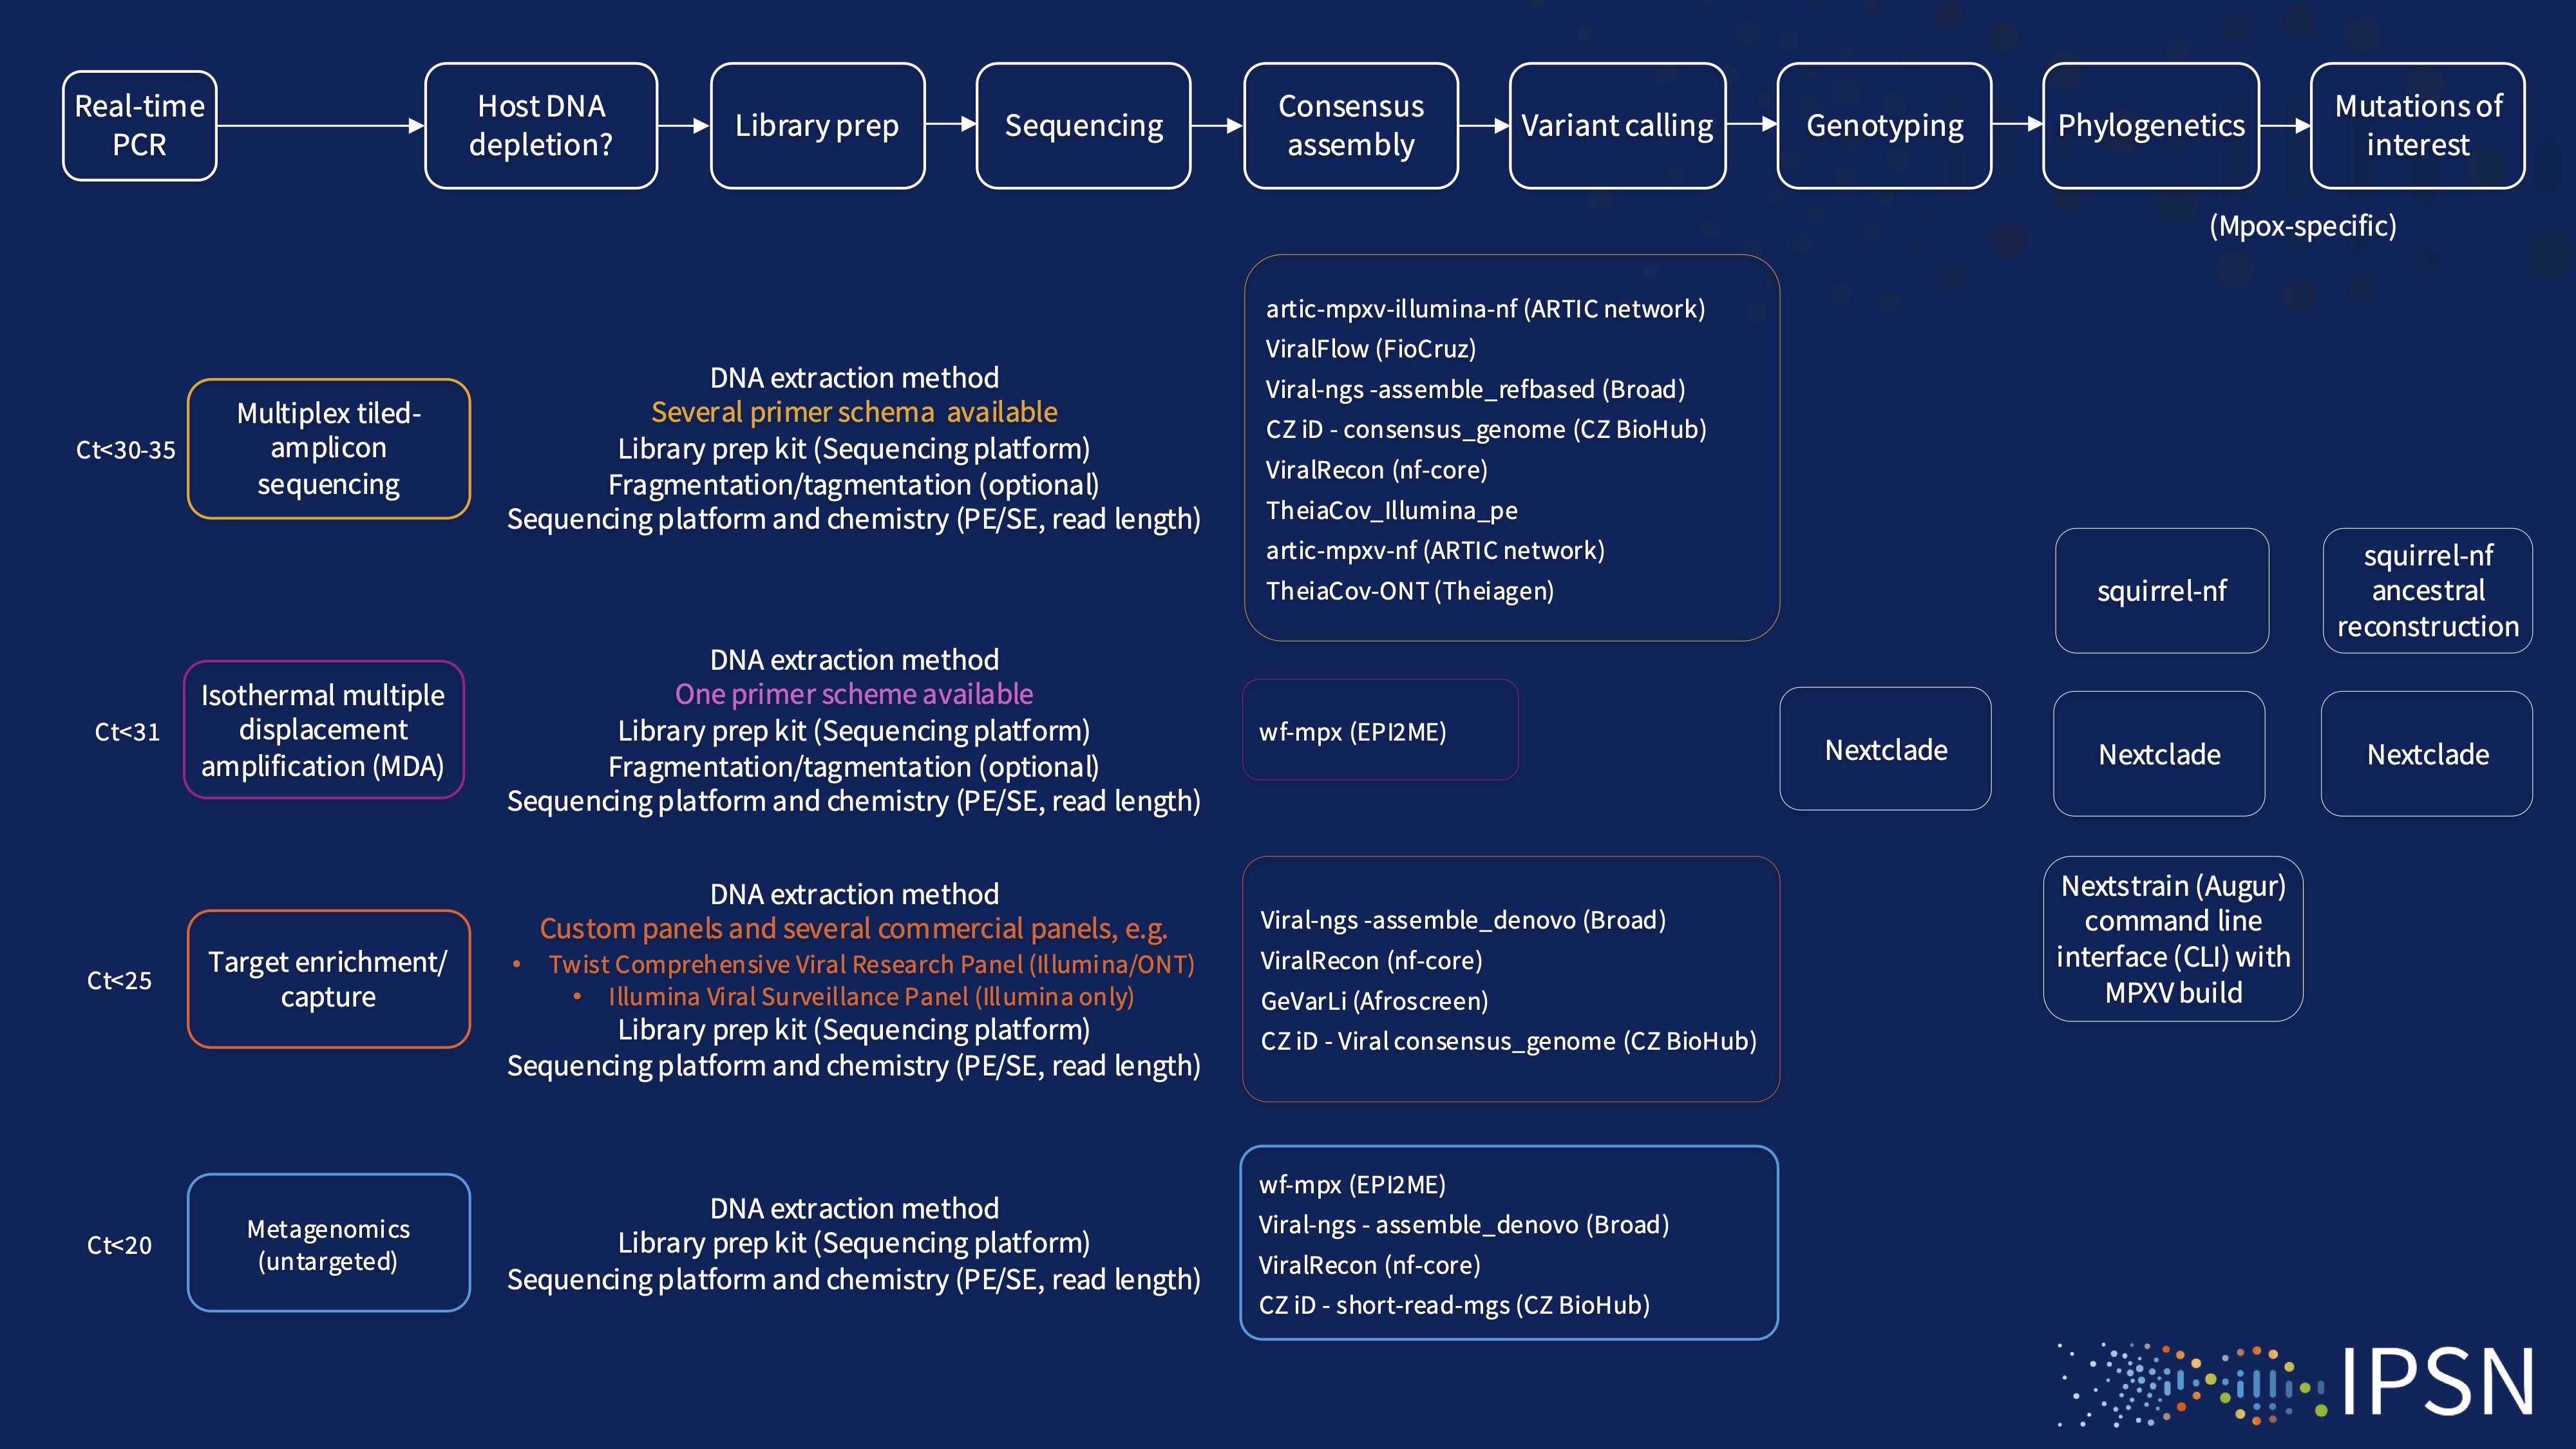 Real-time
PCR
Host DNA
depletion?
Library prep
Sequencing
Consensus
assembly
Variant calling
Genotyping
Phylogenetics
Mutations of
interest
(Mpox-specific)
Ct<30-35
Multiplex tiled-
amplicon
sequencing
DNA extraction method
Several primer schema available
Library prep kit (Sequencing platform)
Fragmentation/tagmentation (optional)
Sequencing platform and chemistry (PE/SE, read length)
artic-mpxv-illumina-nf (ARTIC network)
ViralFlow (FioCruz)
Viral-ngs -assemble_refbased (Broad)
CZ iD - consensus_genome (CZ BioHub)
ViralRecon (nf-core)
TheiaCov_Illumina_pe
artic-mpxv-nf (ARTIC network)
TheiaCov-ONT (Theiagen)
squirrel-nf
squirrel-nf
ancestral
reconstruction
Ct<31
Isothermal multiple
displacement
amplification (MDA)
DNA extraction method
One primer scheme available
Library prep kit (Sequencing platform)
Fragmentation/tagmentation (optional)
Sequencing platform and chemistry (PE/SE, read length)
wf-mpx (EPI2ME)
Nextclade
Nextclade
Nextclade
Ct<25
Target enrichment/
capture
DNA extraction method
Custom panels and several commercial panels, e.g.
• Twist Comprehensive Viral Research Panel (Illumina/ONT)
• Illumina Viral Surveillance Panel (Illumina only)
Library prep kit (Sequencing platform)
Sequencing platform and chemistry (PE/SE, read length)
Viral-ngs -assemble_denovo (Broad)
ViralRecon (nf-core)
GeVarLi (Afroscreen)
CZ iD - Viral consensus_genome (CZ BioHub)
Nextstrain (Augur)
command line
interface (CLI) with
MPXV build
Ct<20
Metagenomics
(untargeted)
DNA extraction method
Library prep kit (Sequencing platform)
Sequencing platform and chemistry (PE/SE, read length)
wf-mpx (EPI2ME)
Viral-ngs - assemble_denovo (Broad)
ViralRecon (nf-core)
CZ iD - short-read-mgs (CZ BioHub)
IPSN